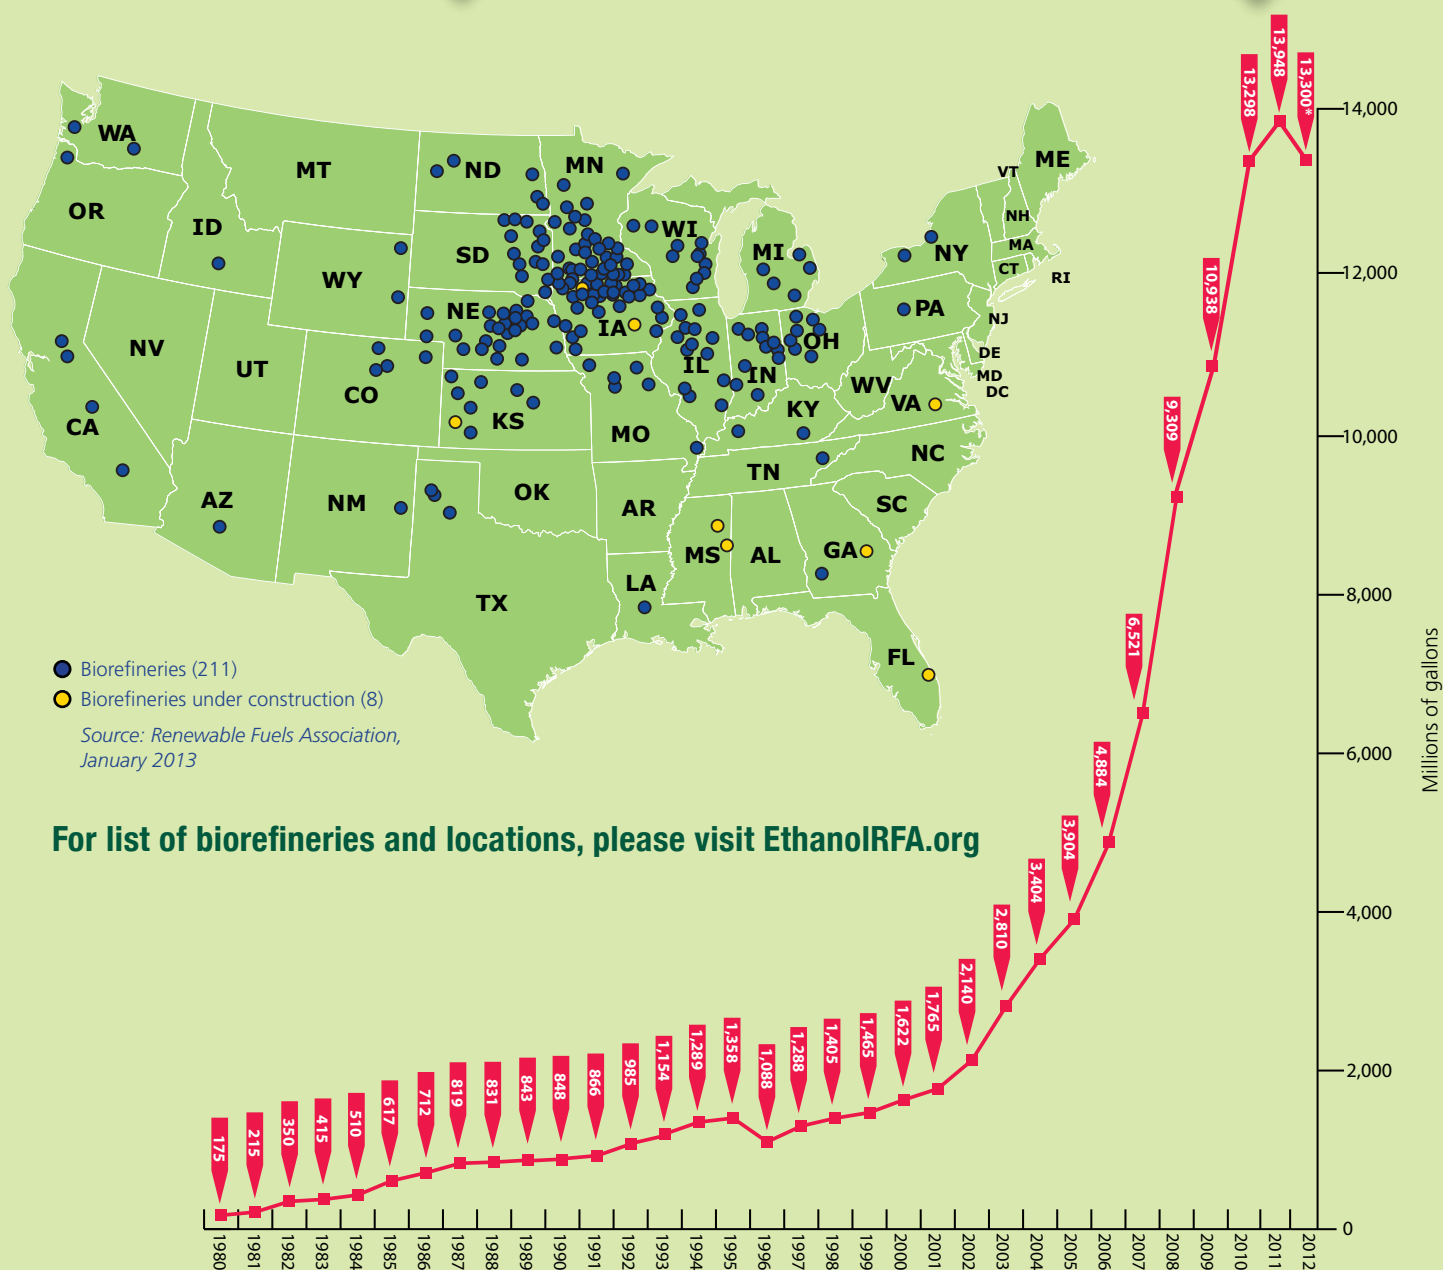 WA
MT
ND
MN
ME
VT
OR
ID
SD
WI
MI
NH
NY
MA
CT
RI
WY
NE
IA
PA
NJ
NV
UT
CO
IL
IN
OH
DE
MD
DC
CA
KS
MO
KY
WV
VA
AZ
NM
OK
AR
TN
NC
SC
TX
LA
MS
AL
GA
FL
Biorefineries (211)
Biorefineries under construction (8)
Source: Renewable Fuels Association,
January 2013
For list of biorefineries and locations, please visit EthanolRFA.org
175
215
350
415
510
617
712
819
831
843
848
866
985
1,154
1,289
1,358
1,088
1,288
1,405
1,465
1,622
1,765
2,140
2,810
3,404
3,904
4,884
6,521
9,309
10,938
13,298
13,948
13,300*
14,000
12,000
10,000
8,000
6,000
4,000
2,000
0
Millions of gallons
1980
1981
1982
1983
1984
1985
1986
1987
1988
1989
1990
1991
1992
1993
1994
1995
1996
1997
1998
1999
2000
2001
2002
2003
2004
2005
2006
2007
2008
2009
2010
2011
2012